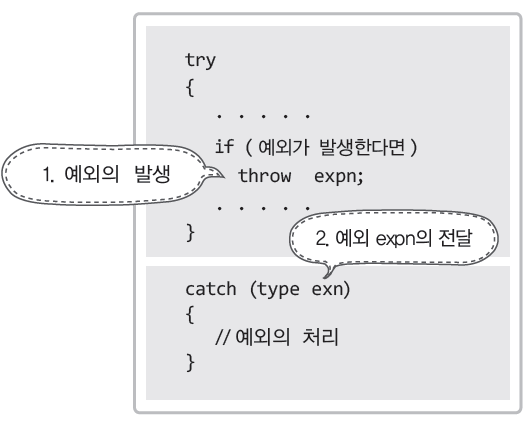 try
{
. . . . .
if ( 예외가 발생한다면 )
1. 예외의 발생
throw expn;
. . . . .
}
2. 예외 expn의 전달
catch (type exn)
{
// 예외의 처리
}